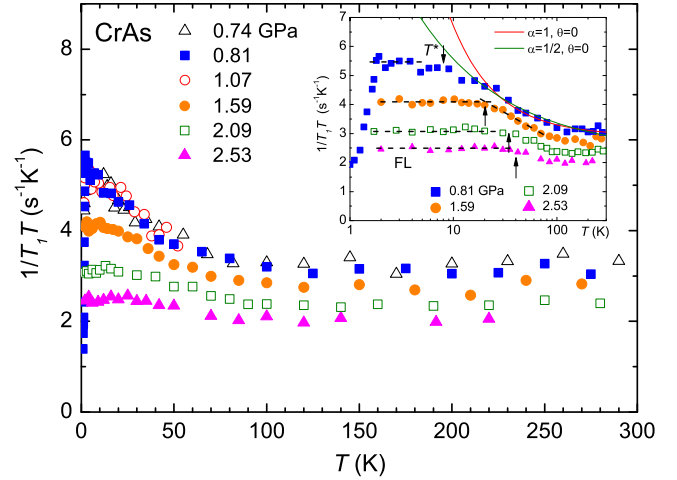 CrAs
0.74 GPa
0.81
1.07
1.59
2.09
2.53
1/T₁T (s⁻¹K⁻¹)
8
6
4
2
0
0 50 100 150 200 250 300
T (K)
7
6
5
4
3
2
1
0
1/T₁T (s⁻¹K⁻¹)
α=1, θ=0
α=1/2, θ=0
T*
FL
0.81 GPa 2.09
1.59 2.53
1 10 100 T (K)